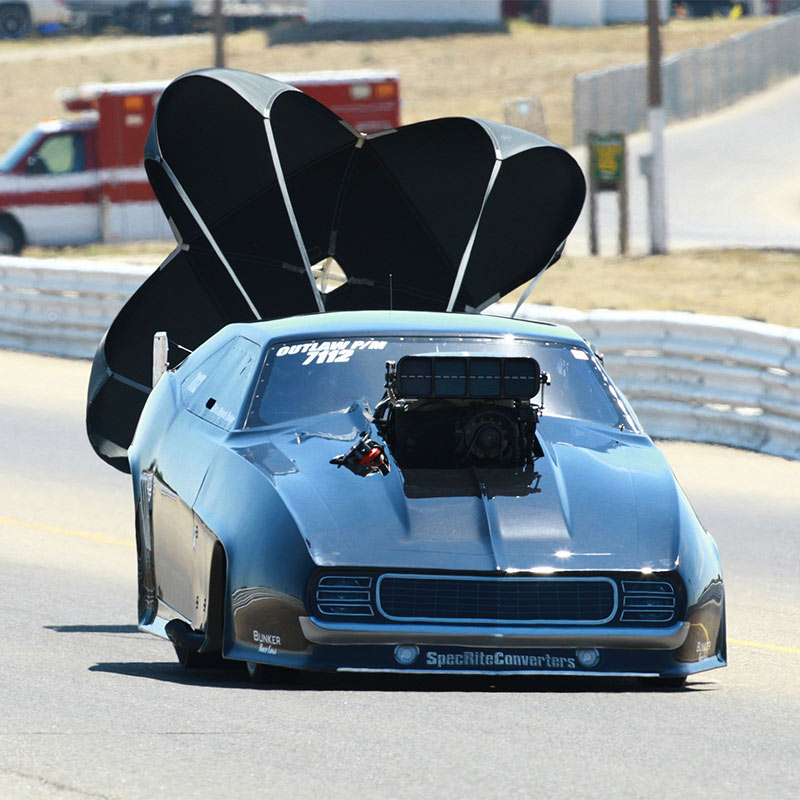 OUTLAW P/M
7112
BUNKER
SpecRiteConverters